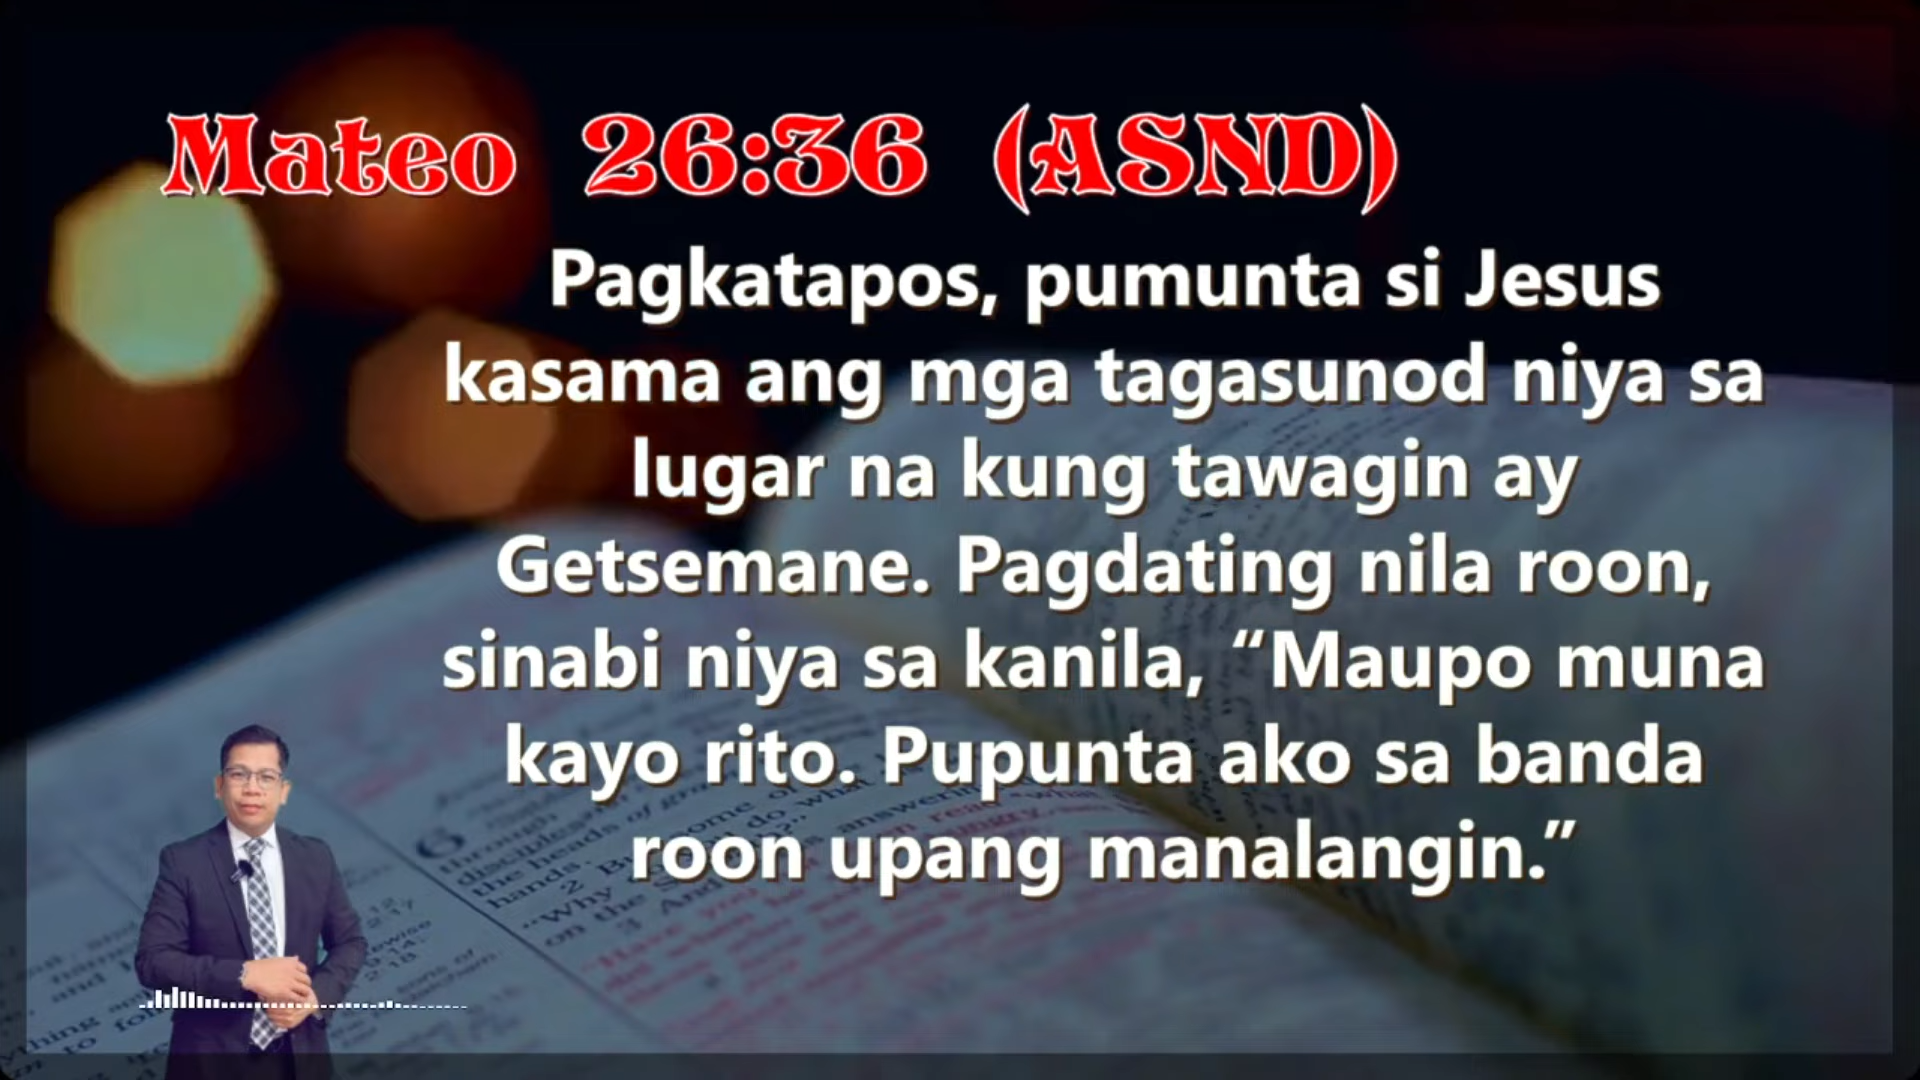 Mateo 26:36 (ASND)
Pagkatapos, pumunta si Jesus
kasama ang mga tagasunod niya sa
lugar na kung tawagin ay
Getsemane. Pagdating nila roon,
sinabi niya sa kanila, “Maupo muna
kayo rito. Pupunta ako sa banda
roon upang manalangin.”